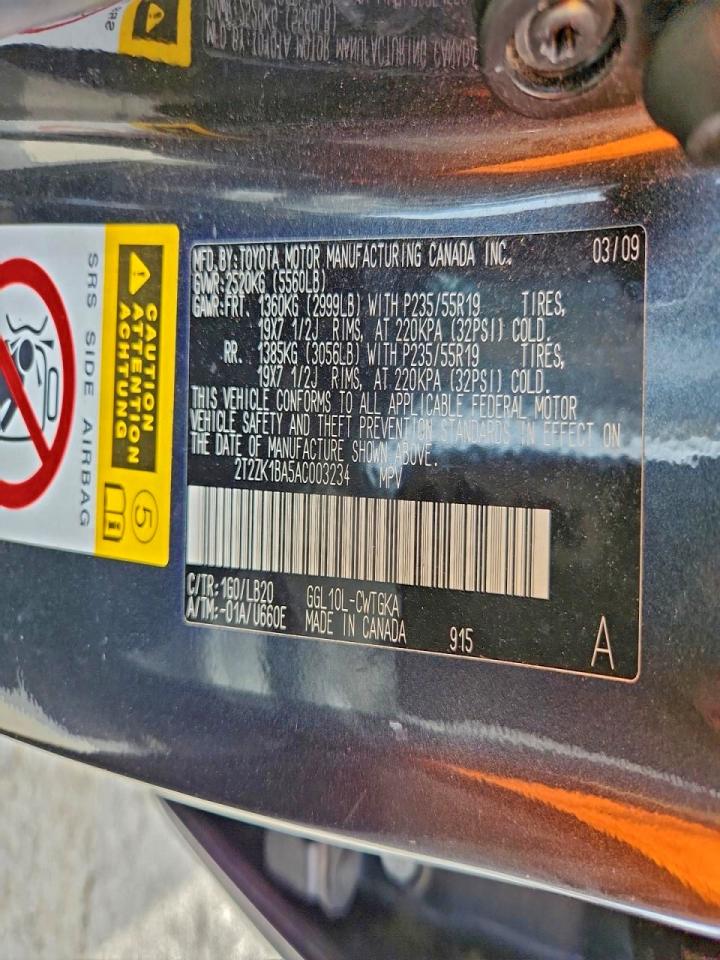 MFD. BY: TOYOTA MOTOR MANUFACTURING CANADA INC. 03/09
GVWR: 2520KG (5560LB)
GAWR: FRT. 1360KG (2999LB) WITH P235/55R19 TIRES,
19X7 1/2J RIMS, AT 220KPA (32PSI) COLD.
RR. 1385KG (3056LB) WITH P235/55R19 TIRES,
19X7 1/2J RIMS, AT 220KPA (32PSI) COLD.
THIS VEHICLE CONFORMS TO ALL APPLICABLE FEDERAL MOTOR
VEHICLE SAFETY AND THEFT PREVENTION STANDARDS IN EFFECT ON
THE DATE OF MANUFACTURE SHOWN ABOVE.
2T2ZK1BA5AC003234 MPV
C/TR: 1G0/LB20 GGL10L-CWTGKA
A/TM: -01A/U660E MADE IN CANADA 915 A
CAUTION
ATTENTION
ACHTUNG
5
SRS SIDE AIRBAG